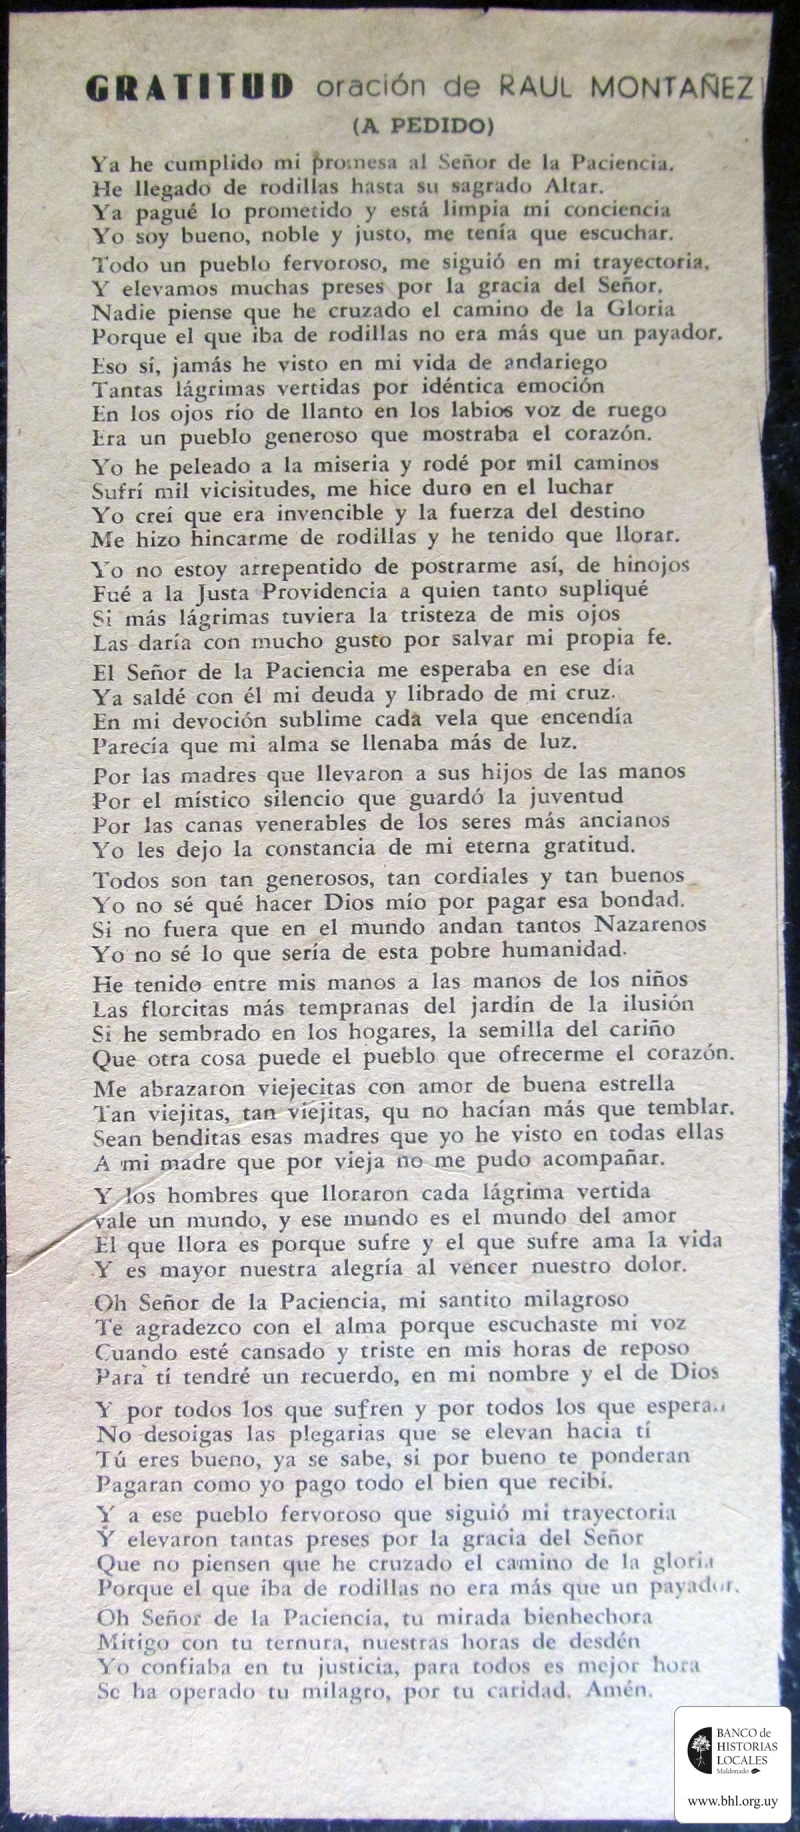 GRATITUD oración de RAUL MONTAÑEZ
(A PEDIDO)
Ya he cumplido mi promesa al Señor de la Paciencia.
He llegado de rodillas hasta su sagrado Altar.
Ya pagué lo prometido y está limpia mi conciencia
Yo soy bueno, noble y justo, me tenía que escuchar.
Todo un pueblo fervoroso, me siguió en mi trayectoria.
Y elevamos muchas preses por la gracia del Señor.
Nadie piense que he cruzado el camino de la Gloria
Porque el que iba de rodillas no era más que un payador.
Eso sí, jamás he visto en mi vida de andariego
Tantas lágrimas vertidas por idéntica emoción
En los ojos río de llanto en los labios voz de ruego
Era un pueblo generoso que mostraba el corazón.
Yo he peleado a la miseria y rodé por mil caminos
Sufrí mil vicisitudes, me hice duro en el luchar
Yo creí que era invencible y la fuerza del destino
Me hizo hincarme de rodillas y he tenido que llorar.
Yo no estoy arrepentido de postrarme así, de hinojos
Fué a la Justa Providencia a quien tanto supliqué
Si más lágrimas tuviera la tristeza de mis ojos
Las daría con mucho gusto por salvar mi propia fe.
El Señor de la Paciencia me esperaba en ese día
Ya saldé con él mi deuda y librado de mi cruz.
En mi devoción sublime cada vela que encendía
Parecía que mi alma se llenaba más de luz.
Por las madres que llevaron a sus hijos de las manos
Por el místico silencio que guardó la juventud
Por las canas venerables de los seres más ancianos
Yo les dejo la constancia de mi eterna gratitud.
Todos son tan generosos, tan cordiales y tan buenos
Yo no sé qué hacer Dios mío por pagar esa bondad.
Si no fuera que en el mundo andan tantos Nazarenos
Yo no sé lo que sería de esta pobre humanidad.
He tenido entre mis manos a las manos de los niños
Las florcitas más tempranas del jardín de la ilusión
Si he sembrado en los hogares, la semilla del cariño
Que otra cosa puede el pueblo que ofrecerme el corazón.
Me abrazaron viejecitas con amor de buena estrella
Tan viejitas, tan viejitas, qu no hacían más que temblar.
Sean benditas esas madres que yo he visto en todas ellas
A mi madre que por vieja no me pudo acompañar.
Y los hombres que lloraron cada lágrima vertida
vale un mundo, y ese mundo es el mundo del amor
El que llora es porque sufre y el que sufre ama la vida
Y es mayor nuestra alegría al vencer nuestro dolor.
Oh Señor de la Paciencia, mi santito milagroso
Te agradezco con el alma porque escuchaste mi voz
Cuando esté cansado y triste en mis horas de reposo
Para tí tendré un recuerdo, en mi nombre y el de Dios
Y por todos los que sufren y por todos los que esperan
No desoigas las plegarias que se elevan hacia tí
Tú eres bueno, ya se sabe, si por bueno te ponderan
Pagaran como yo pago todo el bien que recibí.
Y a ese pueblo fervoroso que siguió mi trayectoria
Y elevaron tantas preses por la gracia del Señor
Que no piensen que he cruzado el camino de la gloria
Porque el que iba de rodillas no era más que un payador.
Oh Señor de la Paciencia, tu mirada bienhechora
Mitigo con tu ternura, nuestras horas de desdén
Yo confiaba en tu justicia, para todos es mejor hora
Se ha operado tu milagro, por tu caridad. Amén.
BANCO de
HISTORIAS
LOCALES
Maldonado
www.bhl.org.uy